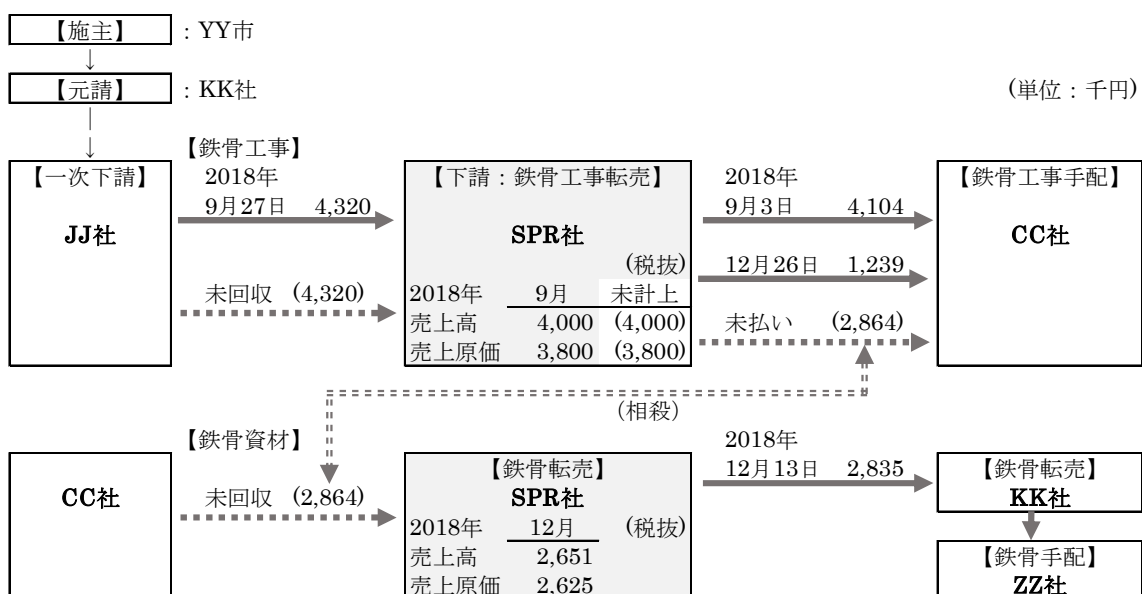 【施主】 : YY市
↓
【元請】 : KK社 (単位：千円)
↓
【鉄骨工事】
【一次下請】 2018年 【下請：鉄骨工事転売】 2018年 【鉄骨工事手配】
9月27日 4,320 9月3日 4,104
JJ社 SPR社 CC社
(税抜) 12月26日 1,239
未回収 (4,320) 2018年 9月 未計上
売上高 4,000 (4,000) 未払い (2,864)
売上原価 3,800 (3,800)
(相殺)
【鉄骨資材】 2018年
【鉄骨転売】 12月13日 2,835 【鉄骨転売】
CC社 未回収 (2,864) SPR社 KK社
2018年 12月 (税抜)
売上高 2,651 【鉄骨手配】
売上原価 2,625 ZZ社